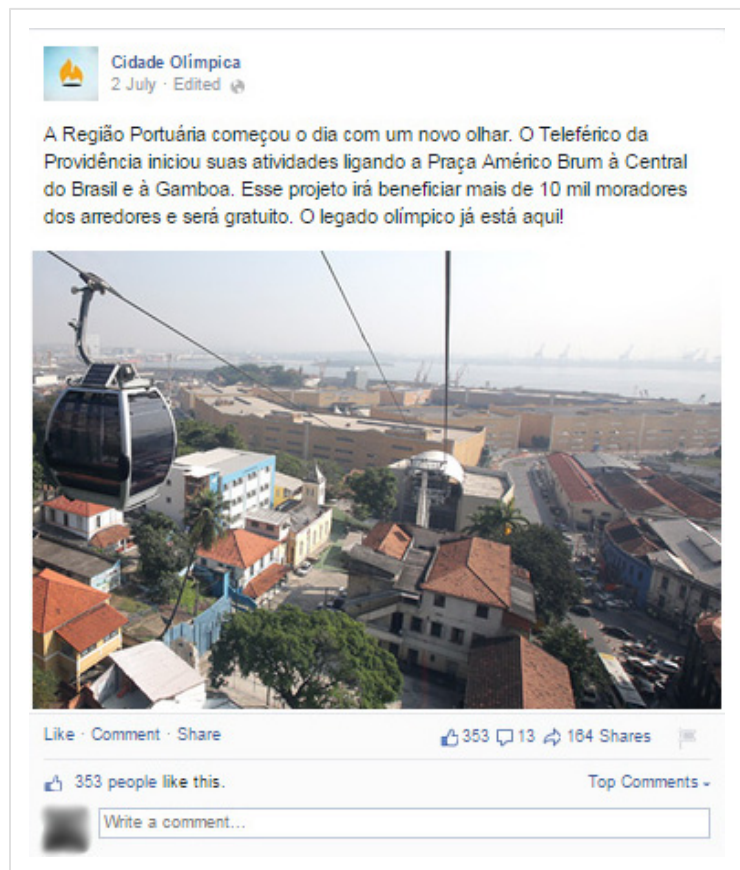 Cidade Olímpica
2 July · Edited
A Região Portuária começou o dia com um novo olhar. O Teleférico da
Providência iniciou suas atividades ligando a Praça Américo Brum à Central
do Brasil e à Gamboa. Esse projeto irá beneficiar mais de 10 mil moradores
dos arredores e será gratuito. O legado olímpico já está aqui!
Like · Comment · Share 353 13 164 Shares
353 people like this. Top Comments
Write a comment...